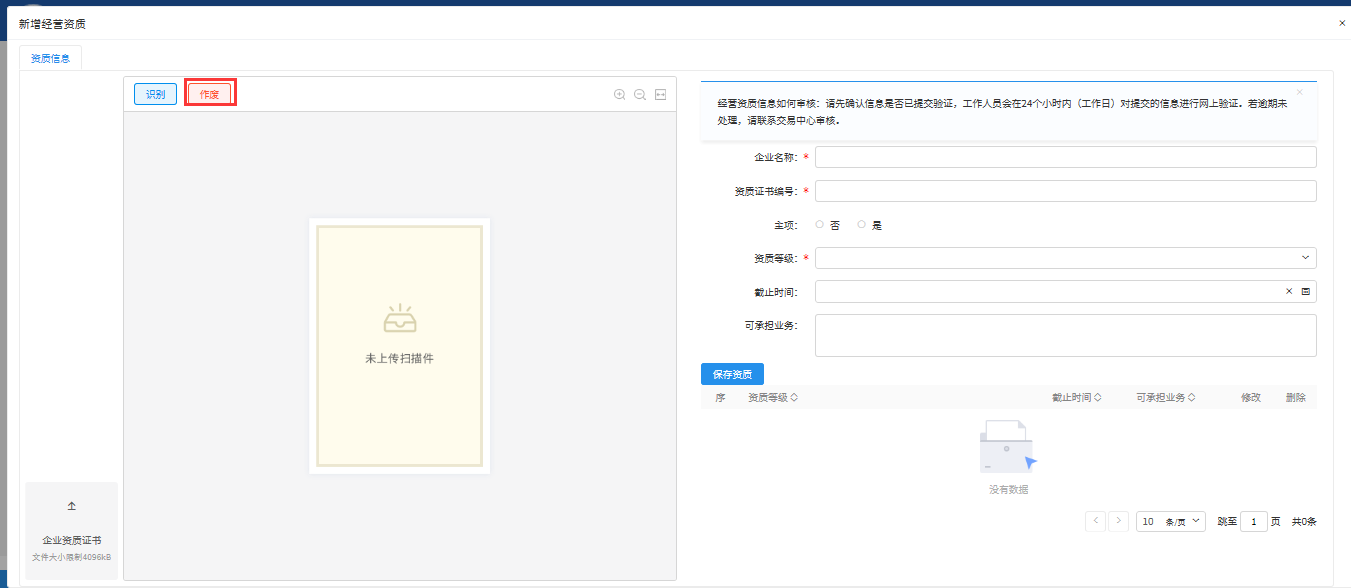 新增经营资质
资质信息
识别
作废
经营资质信息如何审核：请先确认信息是否已提交验证，工作人员会在24个小时内（工作日）对提交的信息进行网上验证。若逾期未
处理，请联系交易中心审核。
企业名称：*
资质证书编号：*
主项： 否 是
资质等级：*
截止时间：
可承担业务：
未上传扫描件
保存资质
序 资质等级 截止时间 可承担业务 修改 删除
没有数据
10 条/页 跳至 1 页 共0条
企业资质证书
文件大小限制4096kB